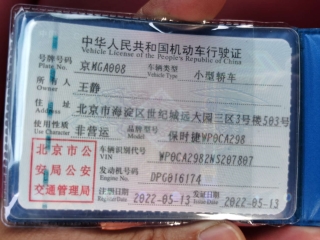 中华人民共和国机动车行驶证
Vehicle License of the People's Republic of China
号牌号码 京MGA008 车辆类型 小型轿车
Plate No. Vehicle Type
所有人 王静
Owner
住址 北京市海淀区世纪城远大园三区3号楼503号
Address
使用性质 非营运 品牌型号 保时捷WP0CA298
Use Character Model
北京市公安局公安交通管理局
车辆识别代号 WP0CA2982NS207807
VIN
发动机号码 DPG016174
Engine No.
注册日期 2022-05-13 发证日期 2022-05-13
Register Date Issue Date